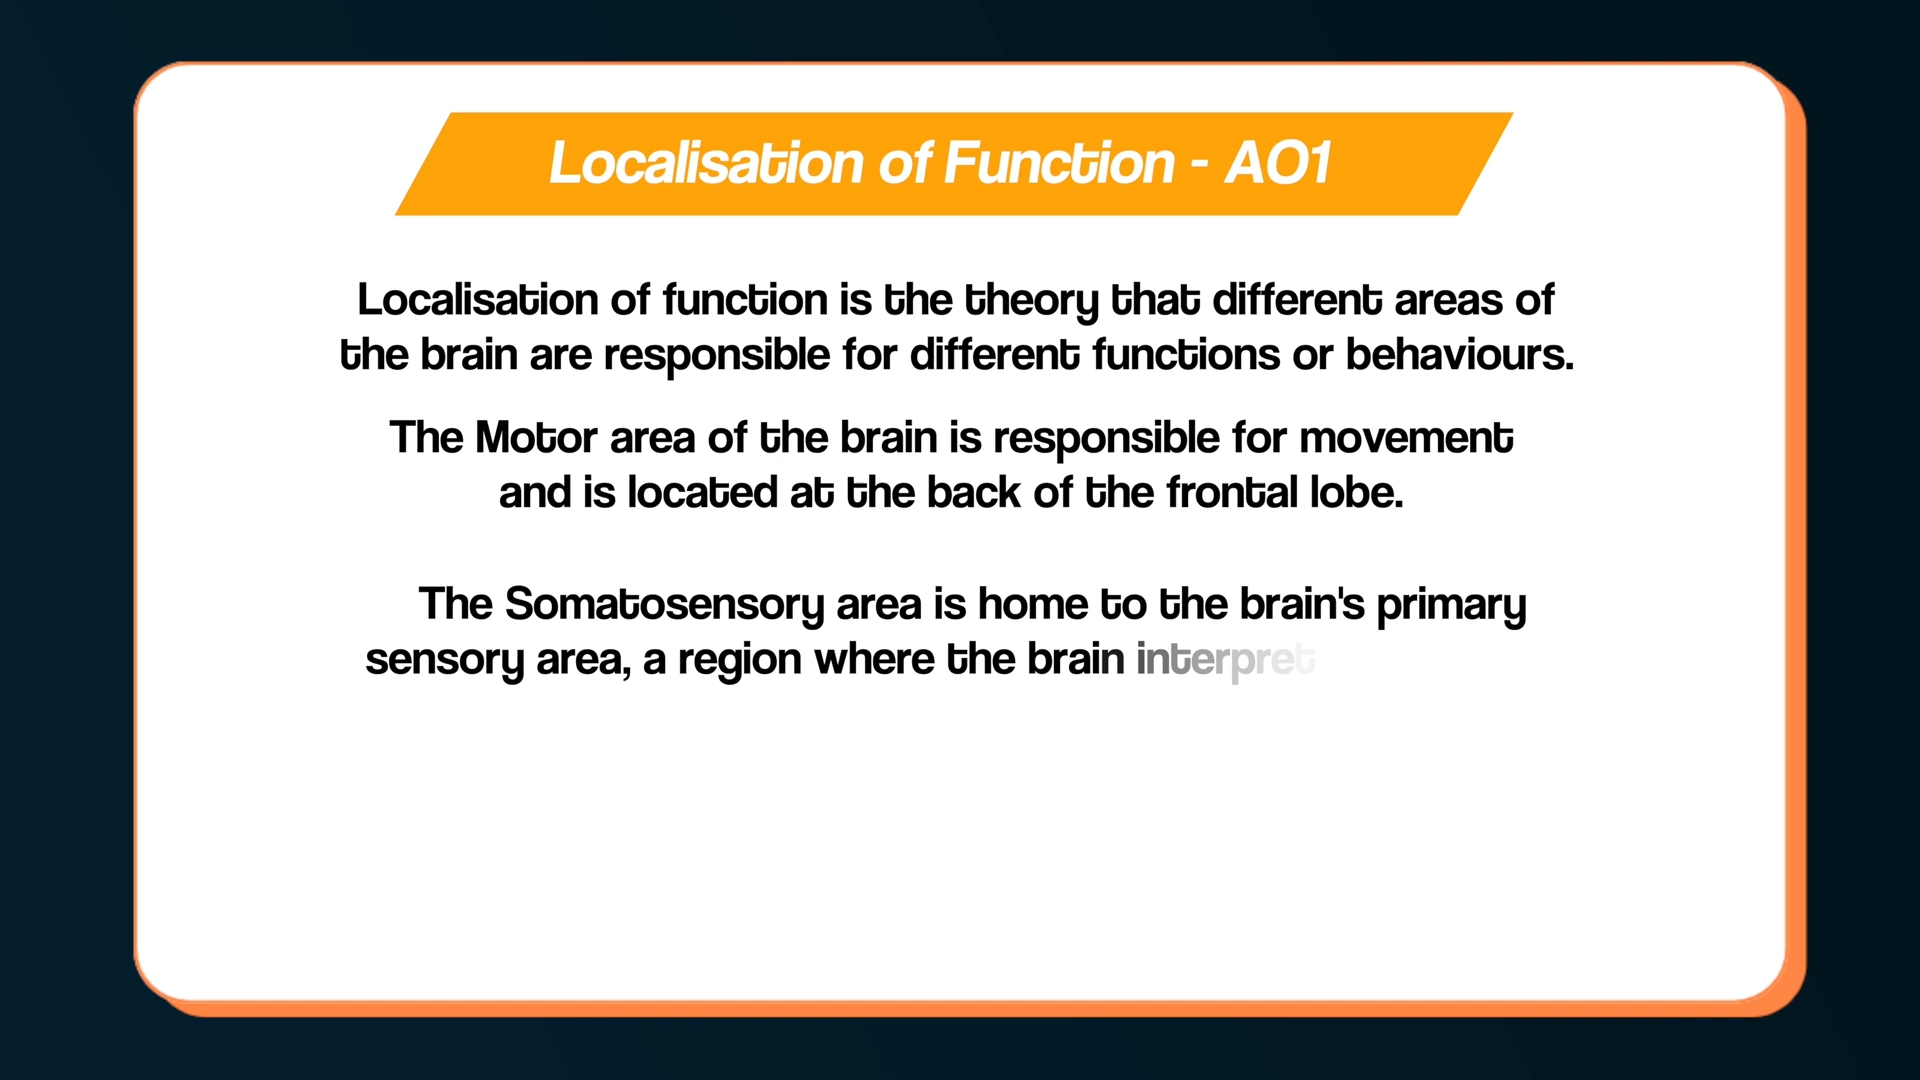 Localisation of Function - AO1
Localisation of function is the theory that different areas of
the brain are responsible for different functions or behaviours.
The Motor area of the brain is responsible for movement
and is located at the back of the frontal lobe.
The Somatosensory area is home to the brain's primary
sensory area, a region where the brain interpret